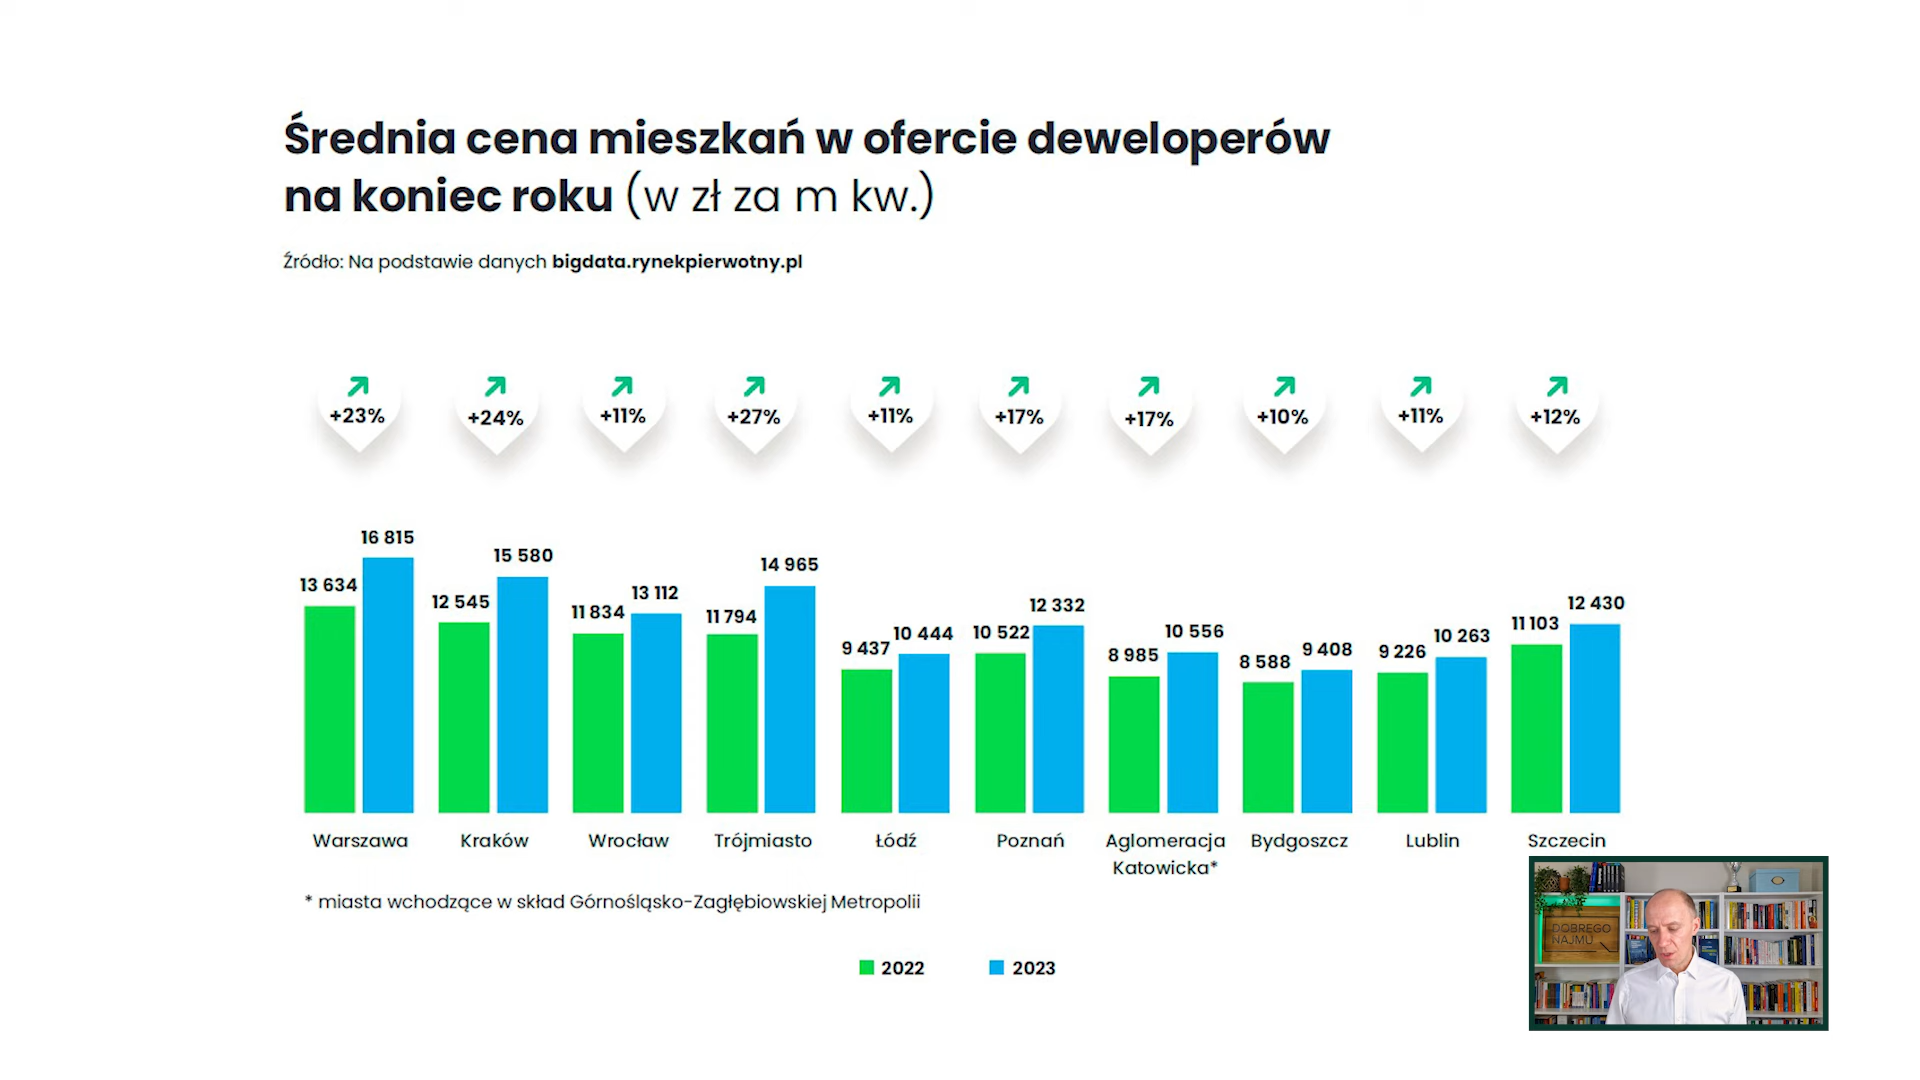 Średnia cena mieszkań w ofercie deweloperów
na koniec roku (w zł za m kw.)
Źródło: Na podstawie danych bigdata.rynekpierwotny.pl
+23% +24% +11% +27% +11% +17% +17% +10% +11% +12%
13 634 16 815
12 545 15 580
11 834 13 112
11 794 14 965
9 437 10 444
10 522 12 332
8 985 10 556
8 588 9 408
9 226 10 263
11 103 12 430
Warszawa Kraków Wrocław Trójmiasto Łódź Poznań Aglomeracja Bydgoszcz Lublin Szczecin
Katowicka*
* miasta wchodzące w skład Górnośląsko-Zagłębiowskiej Metropolii
2022 2023
DOBREGO
NAJMU